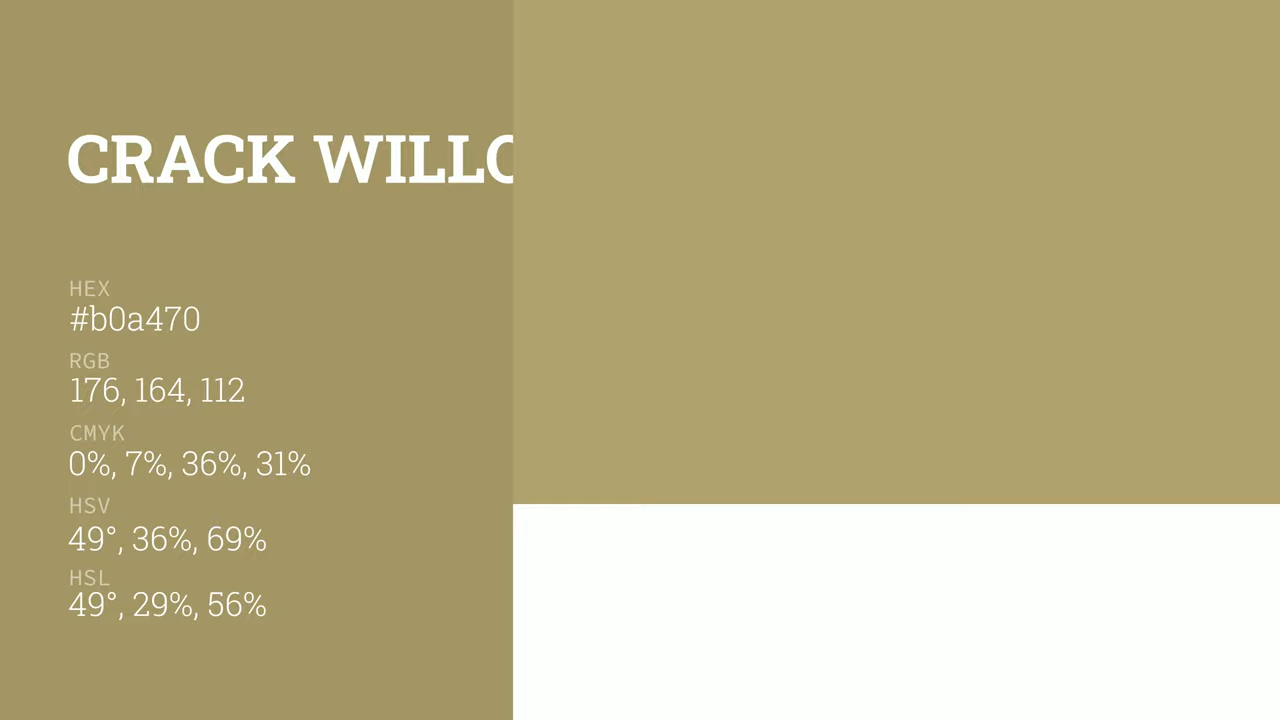 CRACK WILLO
HEX
#b0a470
RGB
176, 164, 112
CMYK
0%, 7%, 36%, 31%
HSV
49°, 36%, 69%
HSL
49°, 29%, 56%